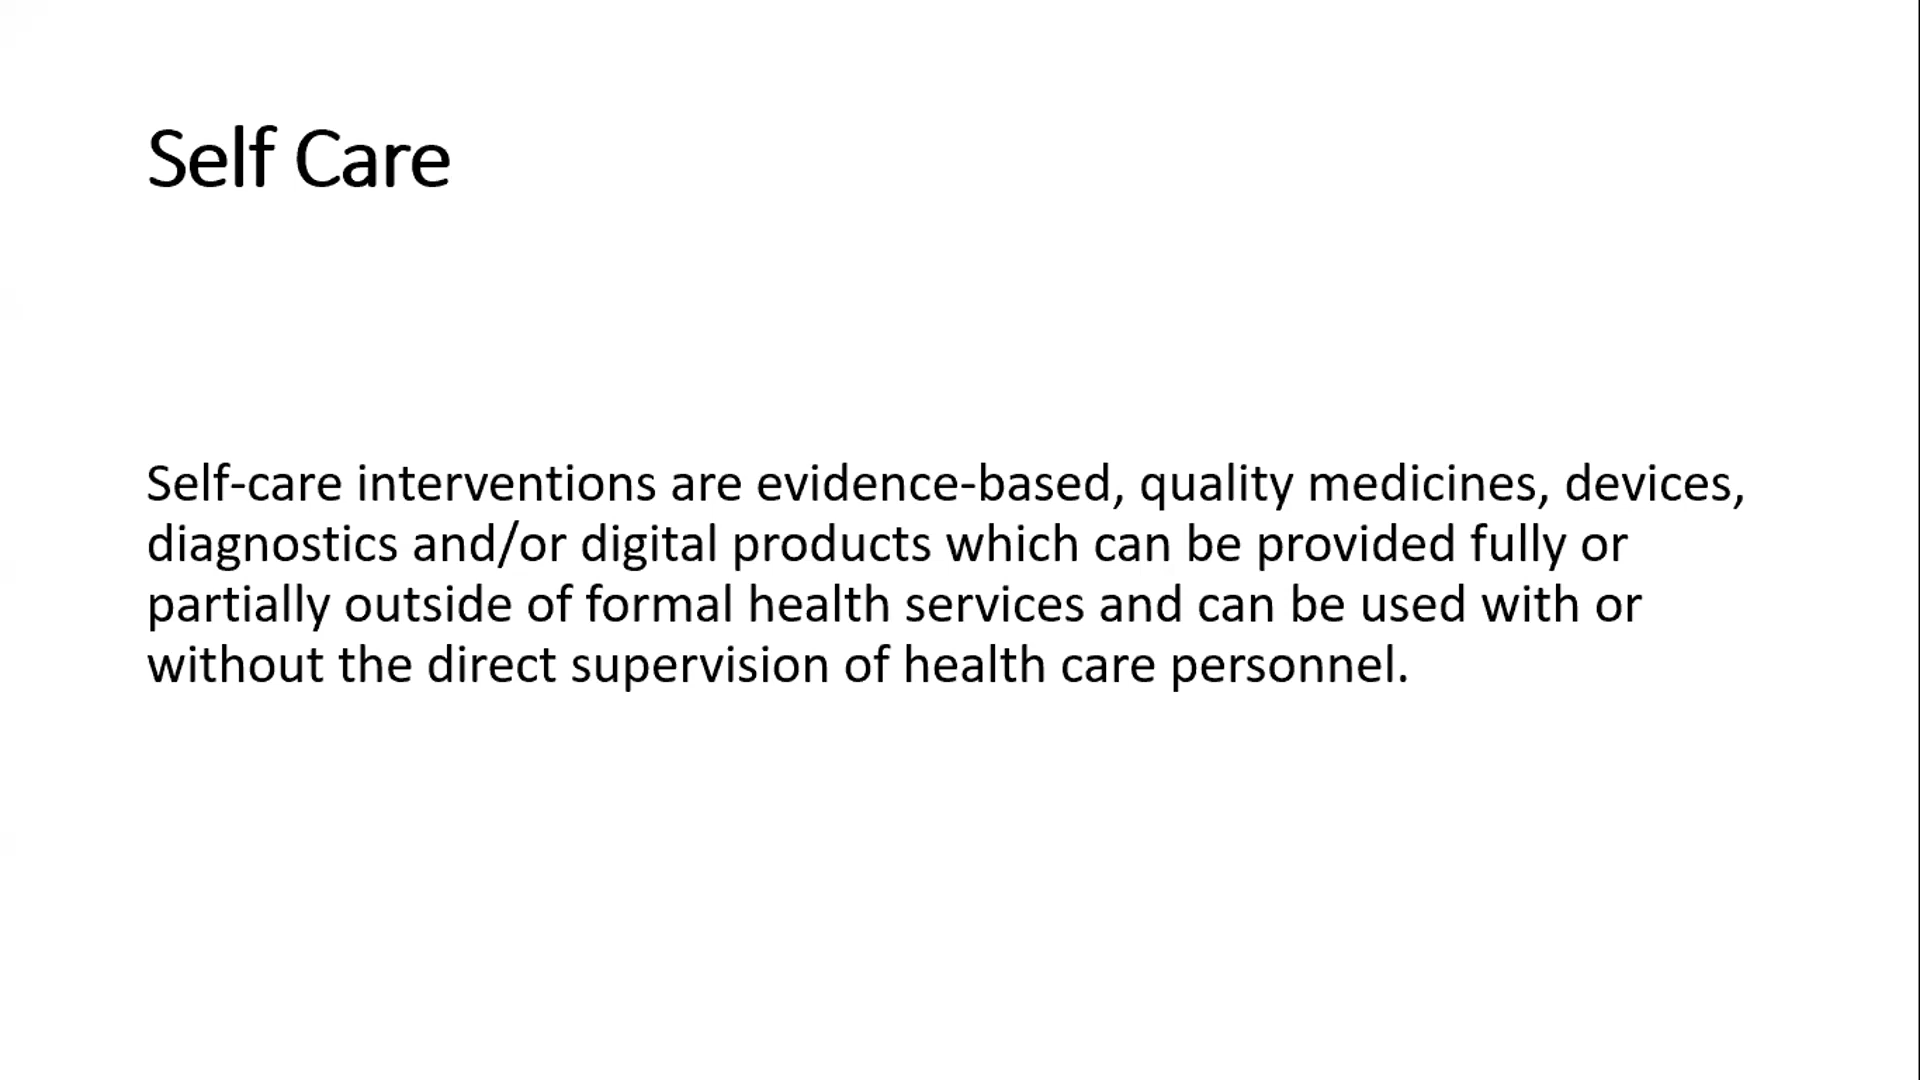 Self Care
Self-care interventions are evidence-based, quality medicines, devices,
diagnostics and/or digital products which can be provided fully or
partially outside of formal health services and can be used with or
without the direct supervision of health care personnel.